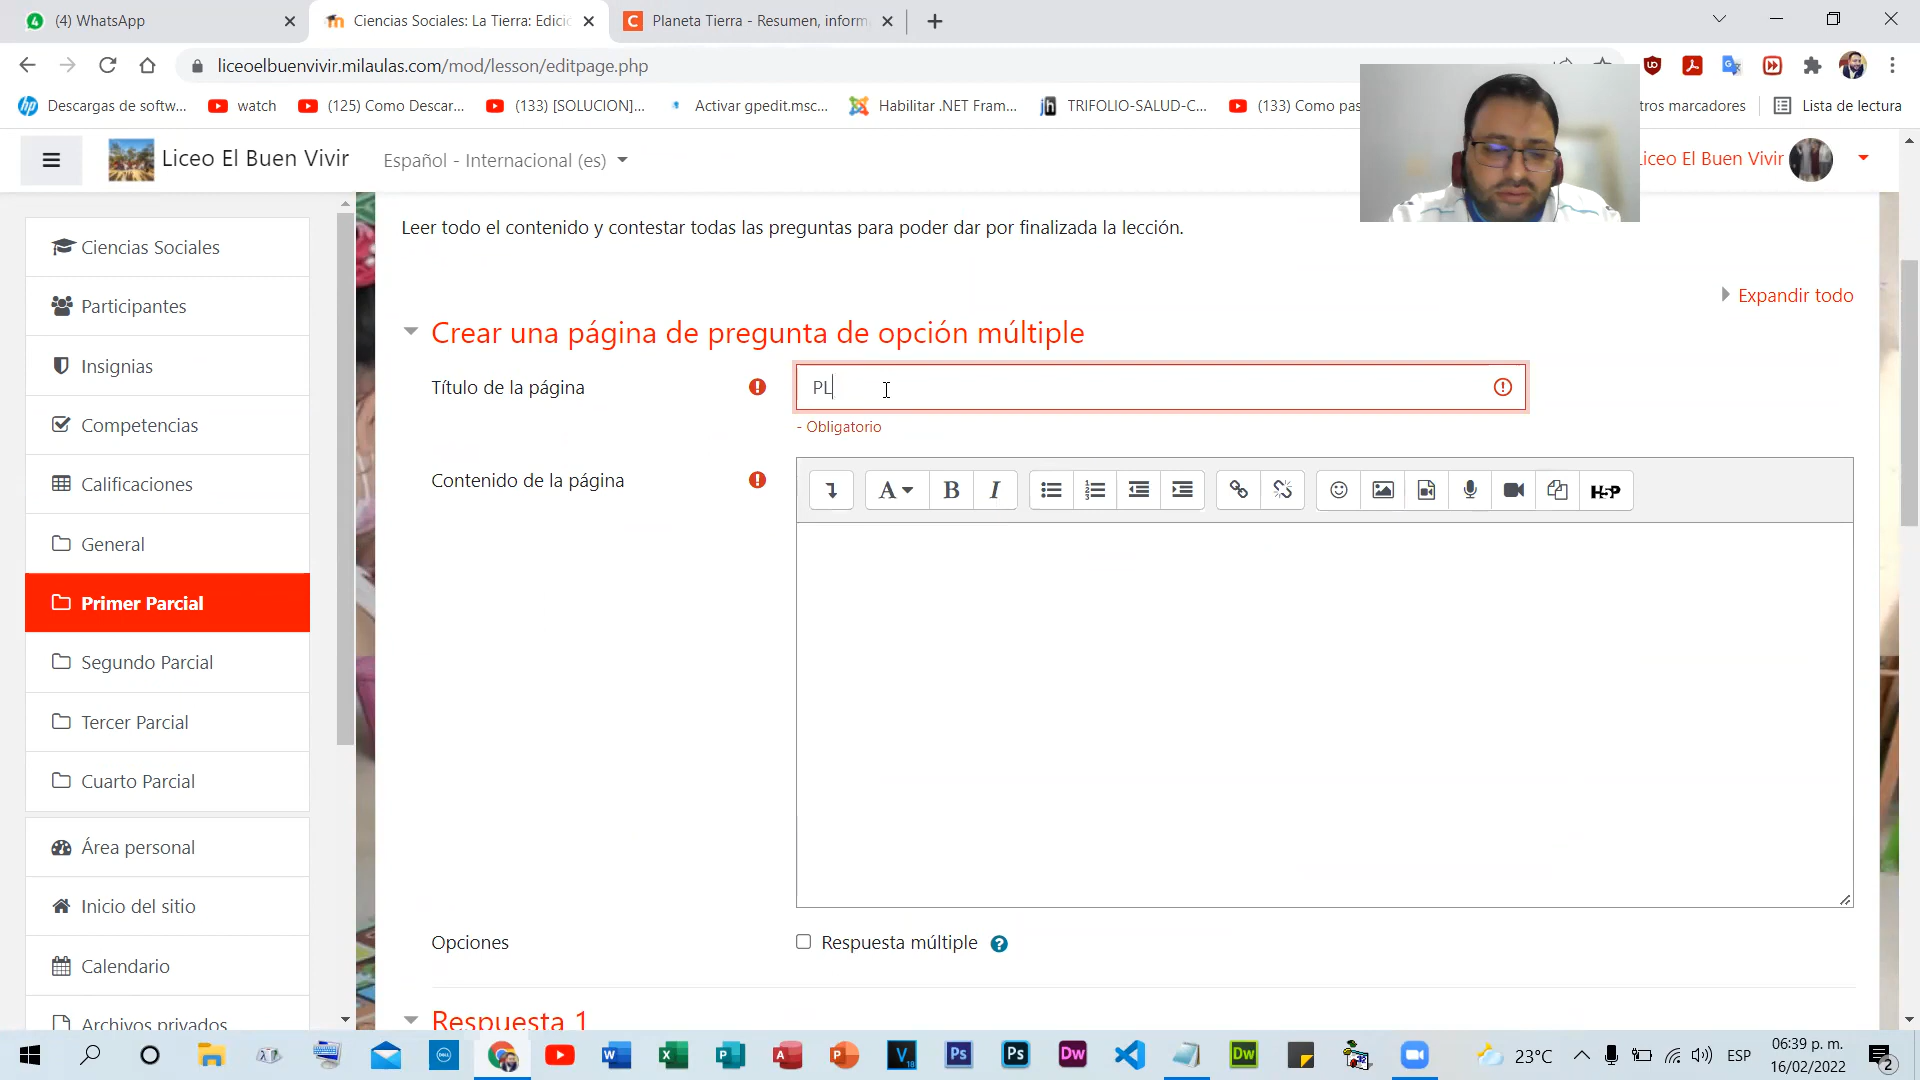 (4) WhatsApp
Ciencias Sociales: La Tierra: Edici
Planeta Tierra - Resumen, inform
liceoelbuenvivir.milaulas.com/mod/lesson/editpage.php
Descargas de softw...
watch
(125) Como Descar...
(133) [SOLUCION]...
Activar gpedit.msc...
Habilitar .NET Fram...
TRIFOLIO-SALUD-C...
(133) Como pas
tros marcadores
Lista de lectura
Liceo El Buen Vivir
Español - Internacional (es)
Liceo El Buen Vivir
Ciencias Sociales
Participantes
Insignias
Competencias
Calificaciones
General
Primer Parcial
Segundo Parcial
Tercer Parcial
Cuarto Parcial
Área personal
Inicio del sitio
Calendario
Archivos privados
Leer todo el contenido y contestar todas las preguntas para poder dar por finalizada la lección.
Expandir todo
Crear una página de pregunta de opción múltiple
Título de la página
PL
- Obligatorio
Contenido de la página
A
B
I
H5P
Opciones
Respuesta múltiple
Respuesta 1
23°C
ESP
06:39 p. m.
16/02/2022
2